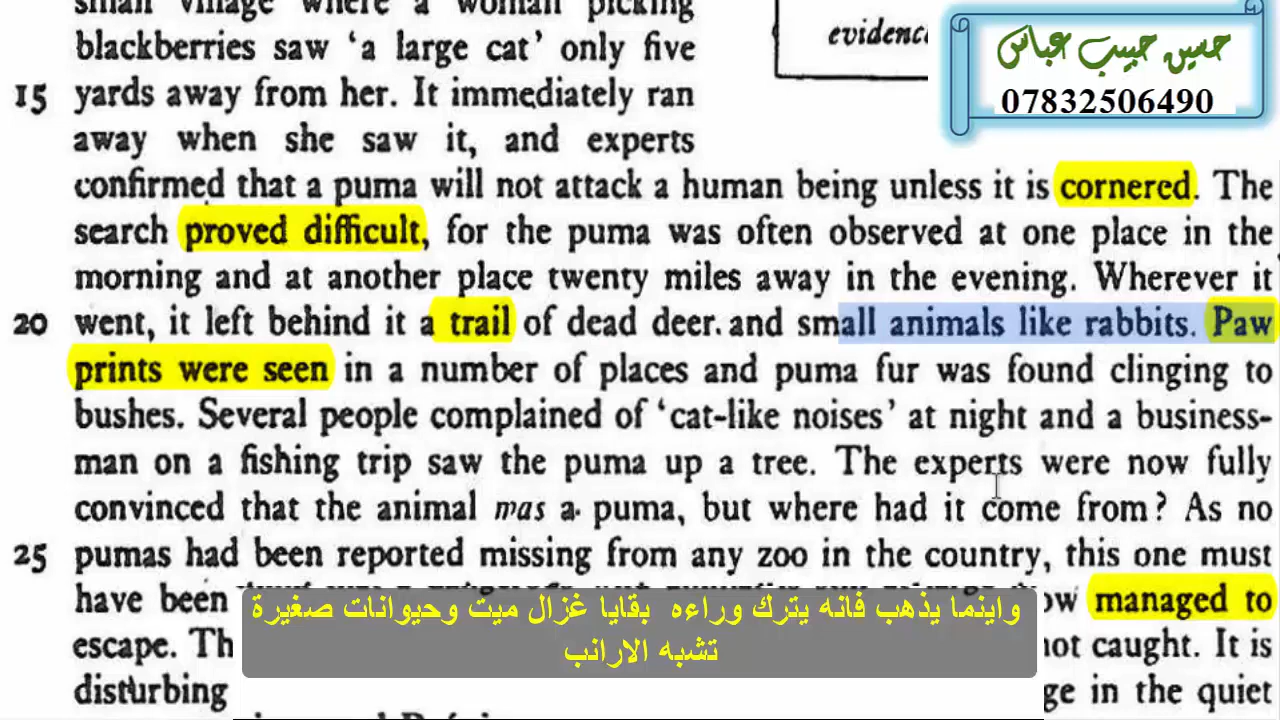 small village where a woman picking
blackberries saw 'a large cat' only five
evidence
حسين حبيب عباس
07832506490
15 yards away from her. It immediately ran
away when she saw it, and experts
confirmed that a puma will not attack a human being unless it is cornered. The
search proved difficult, for the puma was often observed at one place in the
morning and at another place twenty miles away in the evening. Wherever it
20 went, it left behind it a trail of dead deer. and small animals like rabbits. Paw
prints were seen in a number of places and puma fur was found clinging to
bushes. Several people complained of 'cat-like noises' at night and a business-
man on a fishing trip saw the puma up a tree. The experts were now fully
convinced that the animal was a puma, but where had it come from? As no
25 pumas had been reported missing from any zoo in the country, this one must
have been ow managed to
escape. Th not caught. It is
disturbing ge in the quiet
واينما يذهب فانه يترك وراءه بقايا غزال ميت وحيوانات صغيرة
تشبه الارانب